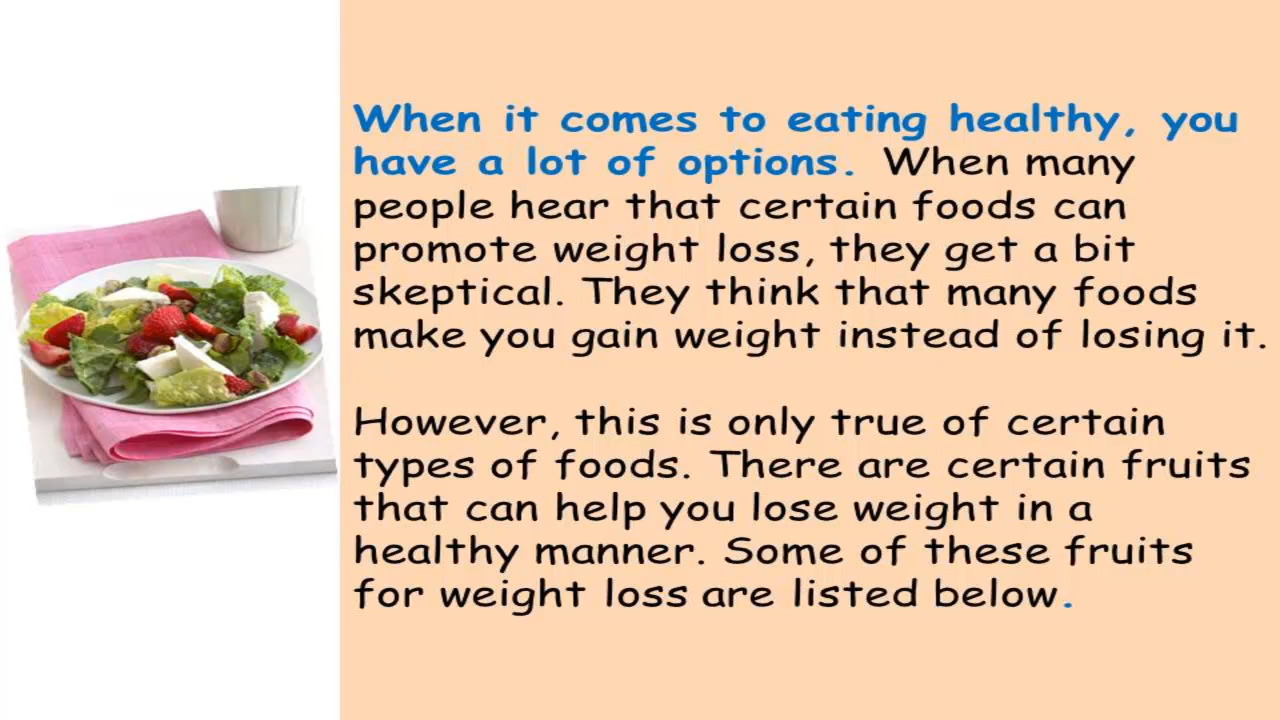 When it comes to eating healthy, you
have a lot of options. When many
people hear that certain foods can
promote weight loss, they get a bit
skeptical. They think that many foods
make you gain weight instead of losing it.
However, this is only true of certain
types of foods. There are certain fruits
that can help you lose weight in a
healthy manner. Some of these fruits
for weight loss are listed below.